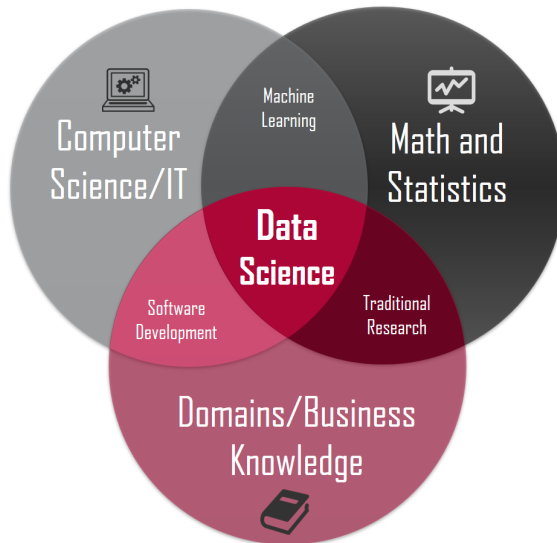 Machine
Learning
Computer
Science/IT
Math and
Statistics
Data
Science
Software
Development
Traditional
Research
Domains/Business
Knowledge